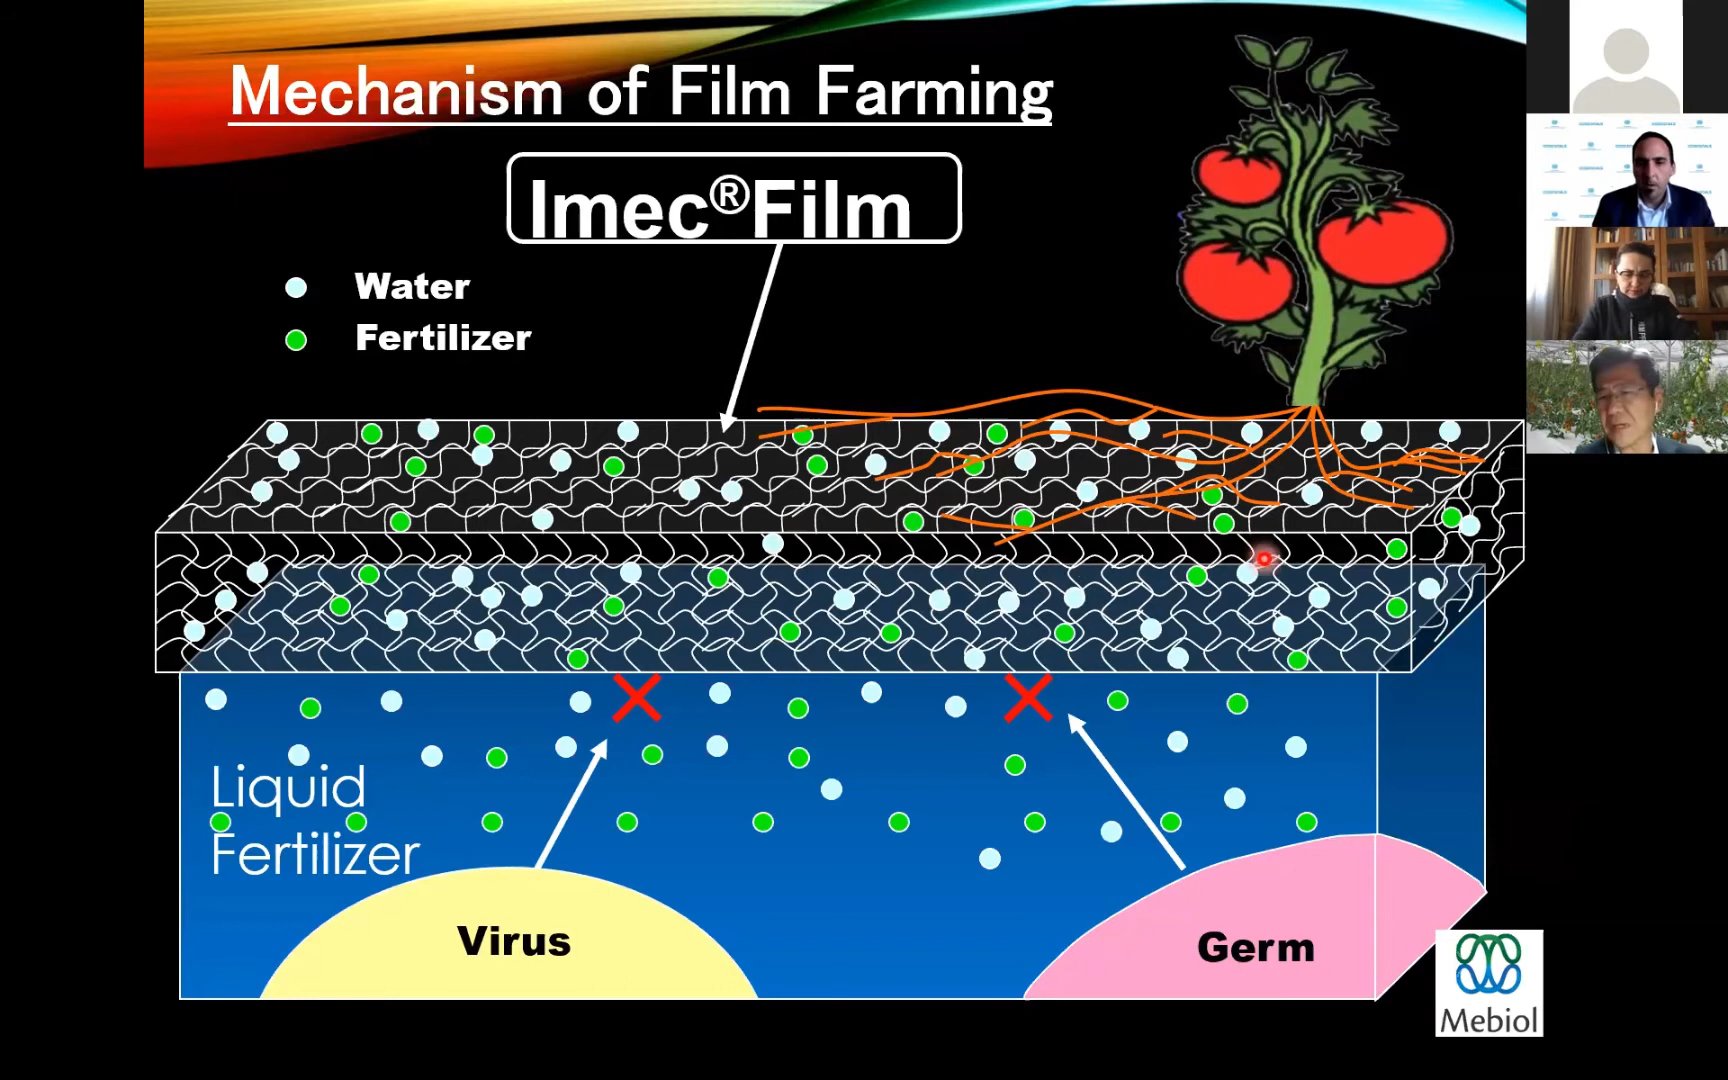 Mechanism of Film Farming
Imec®Film
Water
Fertilizer
Liquid
Fertilizer
Virus
Germ
Mebiol